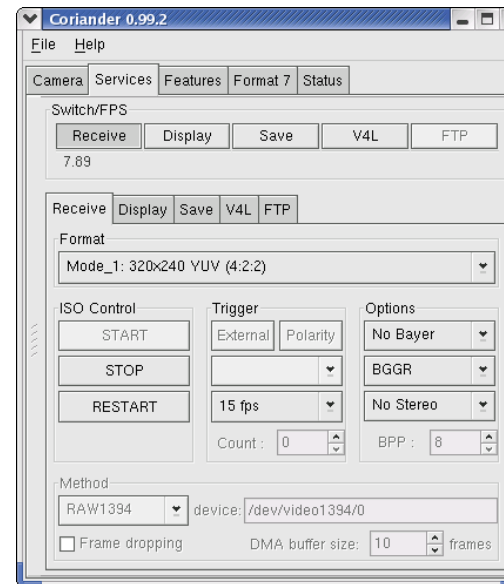 Coriander 0.99.2
File Help
Camera Services Features Format 7 Status
Switch/FPS
Receive Display Save V4L FTP
7.89
Receive Display Save V4L FTP
Format
Mode_1: 320x240 YUV (4:2:2)
ISO Control Trigger Options
START External Polarity No Bayer
STOP BGGR
RESTART 15 fps No Stereo
Count : 0 BPP : 8
Method
RAW1394 device: /dev/video1394/0
Frame dropping DMA buffer size: 10 frames